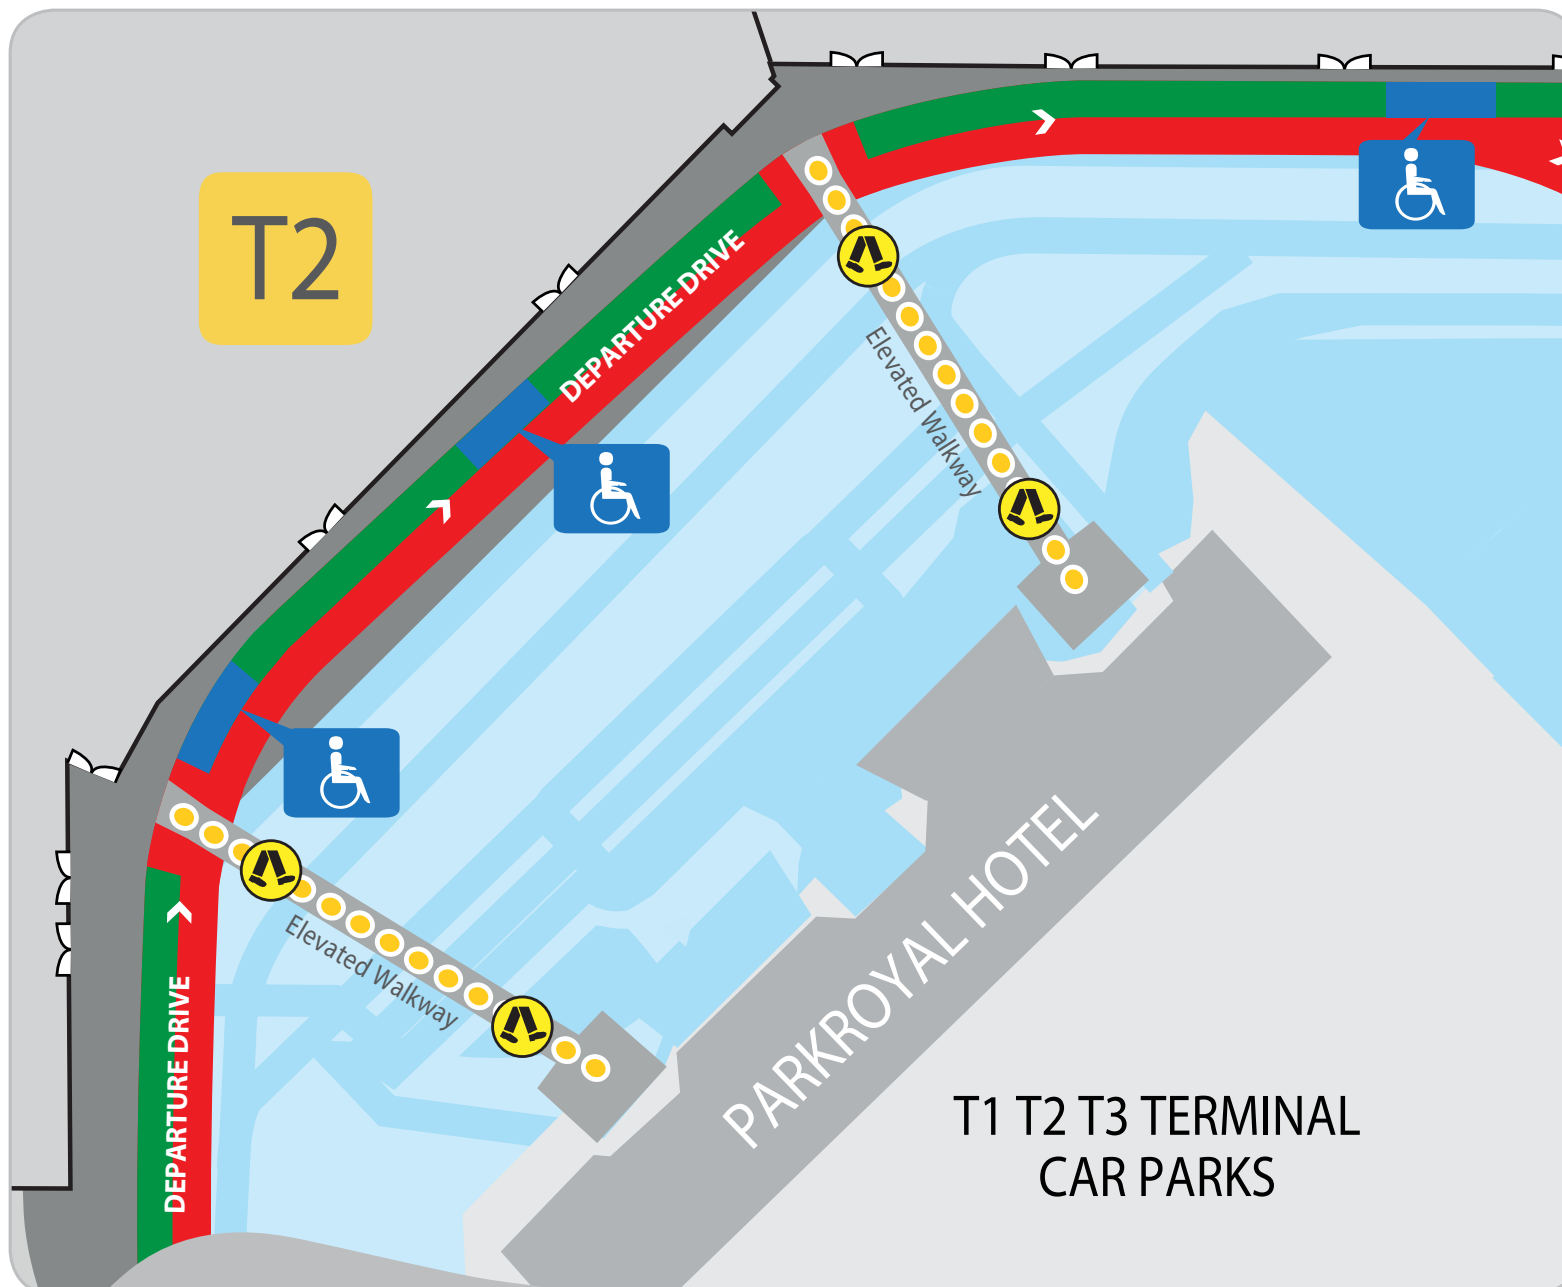 T2
DEPARTURE DRIVE
Elevated Walkway
Elevated Walkway
DEPARTURE DRIVE
PARKROYAL HOTEL
T1 T2 T3 TERMINAL
CAR PARKS